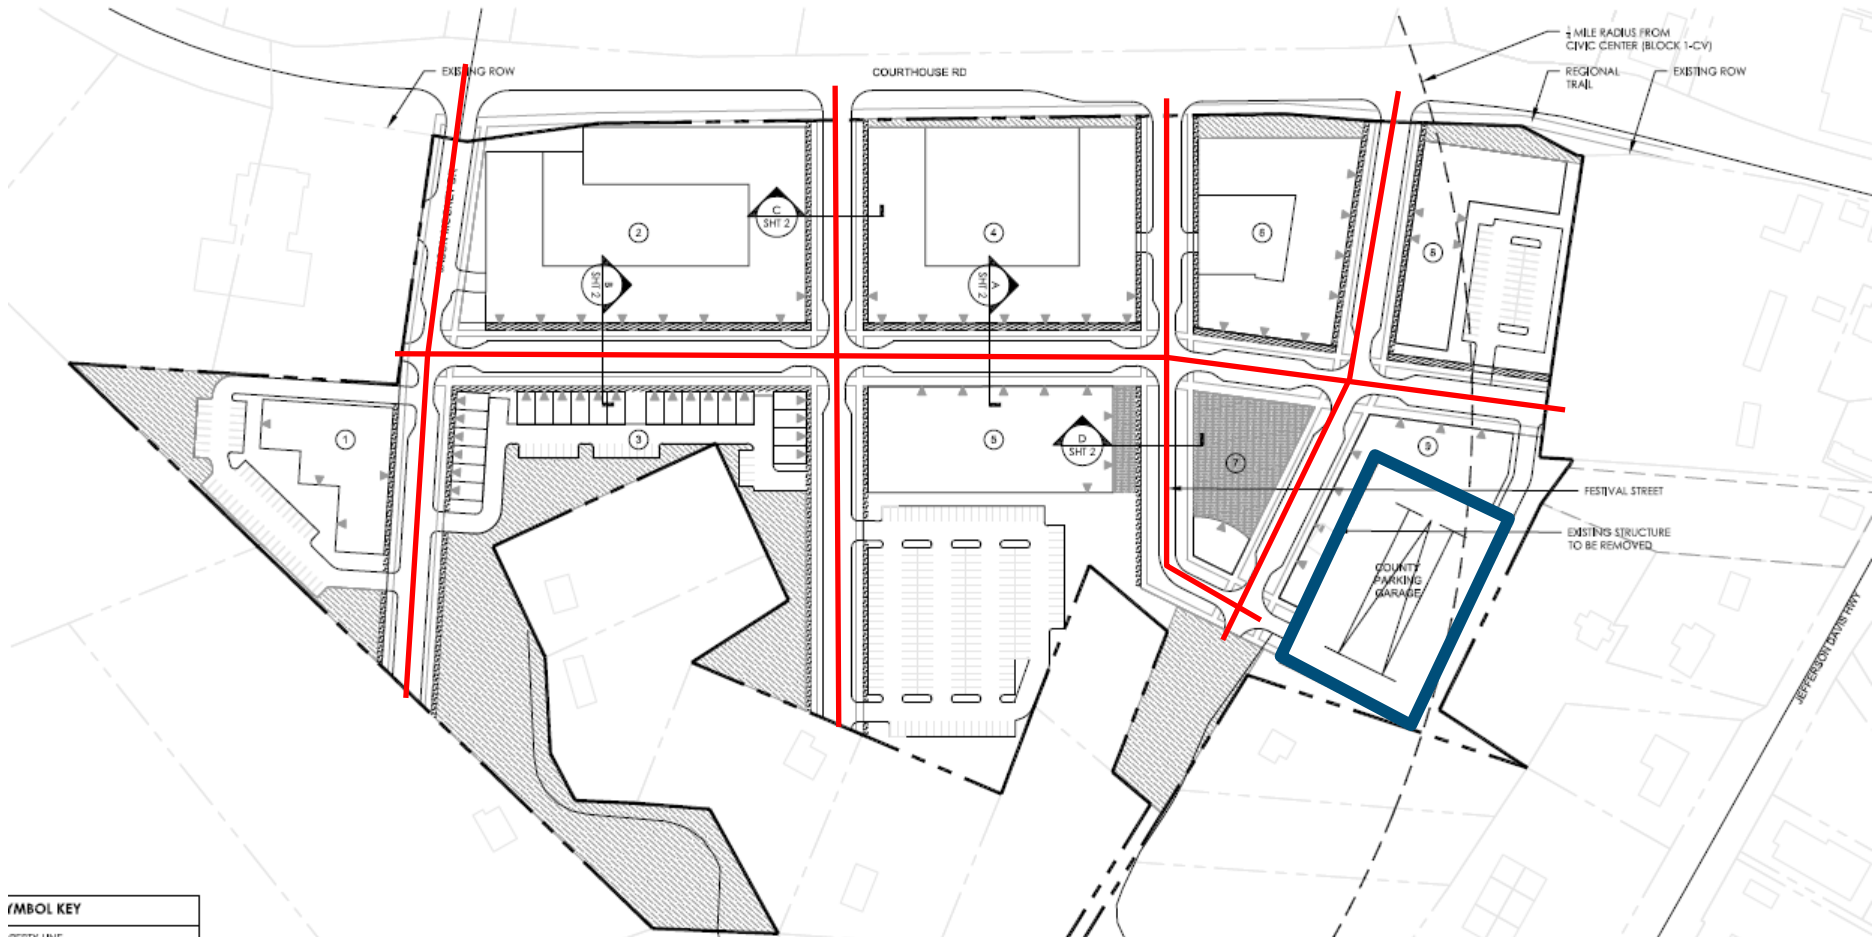 ¼ MILE RADIUS FROM
CIVIC CENTER (BLOCK 1-CV)
EXISTING ROW
COURTHOUSE RD
REGIONAL
TRAIL
EXISTING ROW
C
SHT 2
2
4
6
8
B
SHT 2
A
SHT 2
1
3
5
D
SHT 2
7
9
FESTIVAL STREET
EXISTING STRUCTURE
TO BE REMOVED
COUNTY
PARKING
GARAGE
JEFFERSON DAVIS HWY
YMBOL KEY